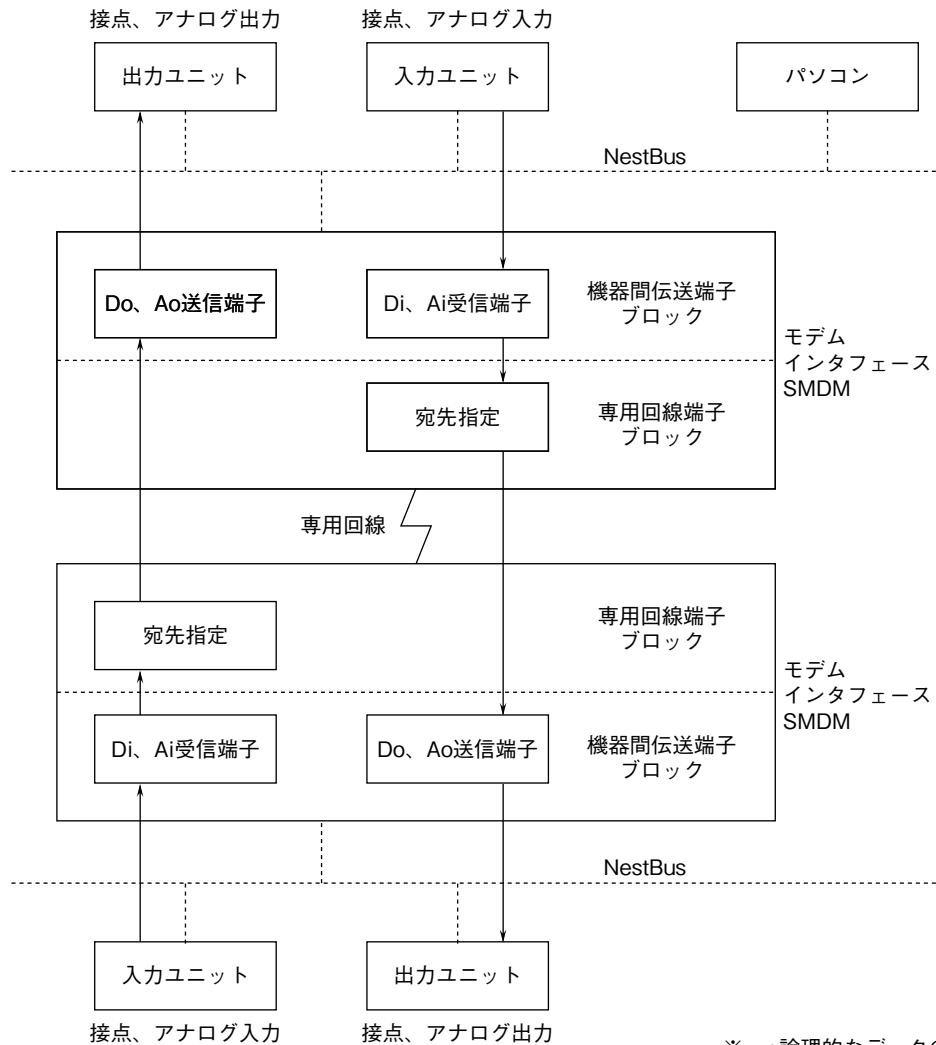 接点、アナログ出力
接点、アナログ入力
出力ユニット
入力ユニット
パソコン
NestBus
Do、Ao送信端子
Di、Ai受信端子
機器間伝送端子
ブロック
モデム
インタフェース
SMDM
宛先指定
専用回線端子
ブロック
専用回線
宛先指定
専用回線端子
ブロック
モデム
インタフェース
SMDM
Di、Ai受信端子
Do、Ao送信端子
機器間伝送端子
ブロック
NestBus
入力ユニット
出力ユニット
接点、アナログ入力
接点、アナログ出力